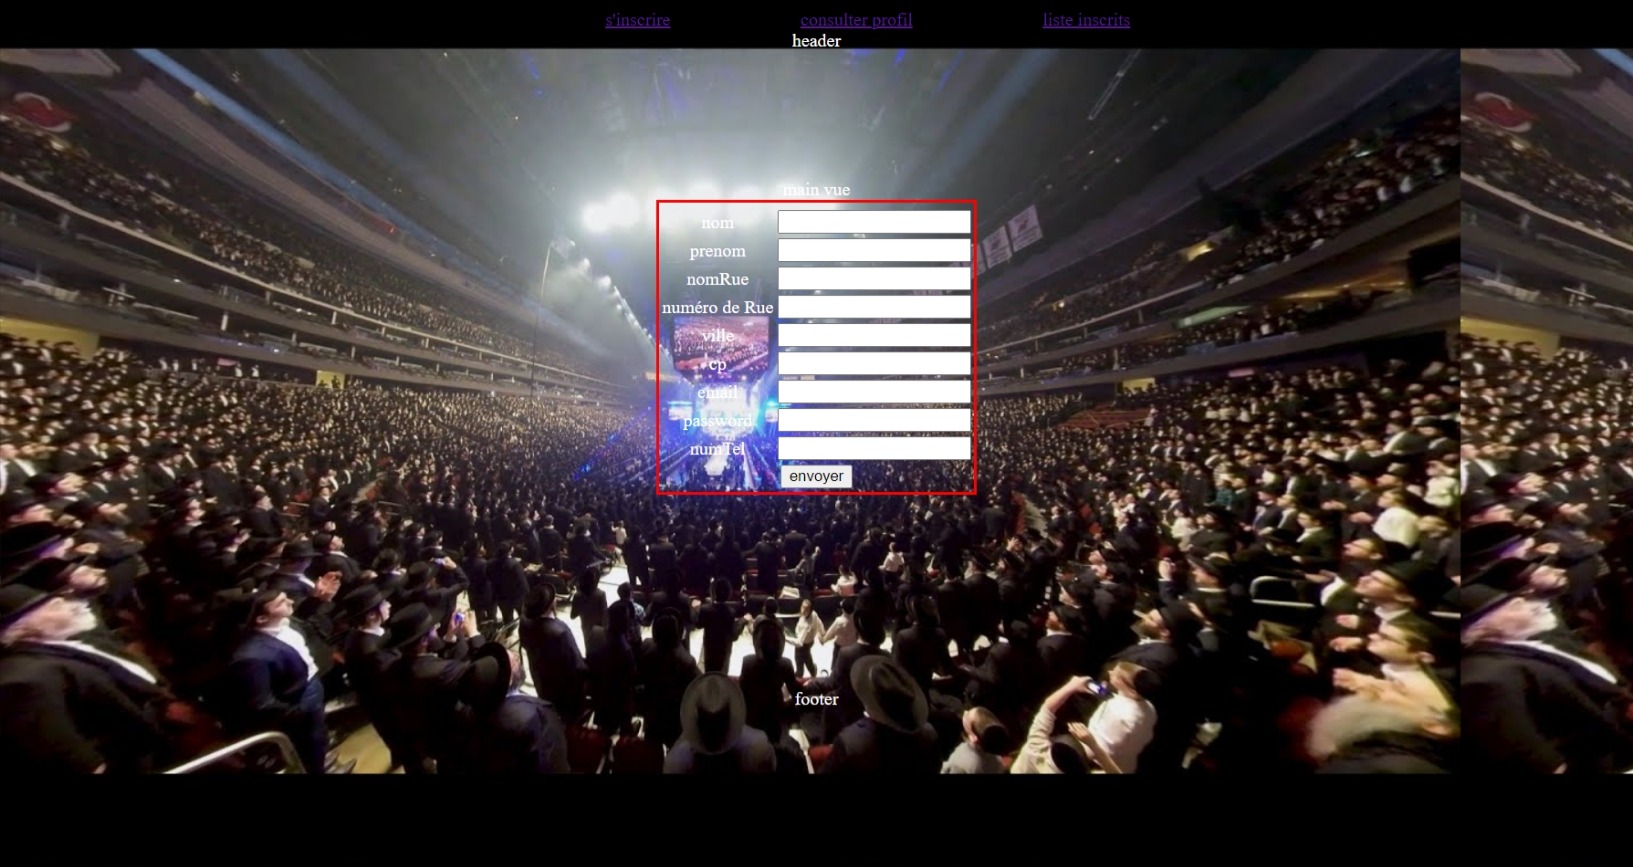 s'inscrire consulter profil liste inscrits
header
main vue
nom
prenom
nomRue
numéro de Rue
ville
cp
email
password
numTel
envoyer
footer